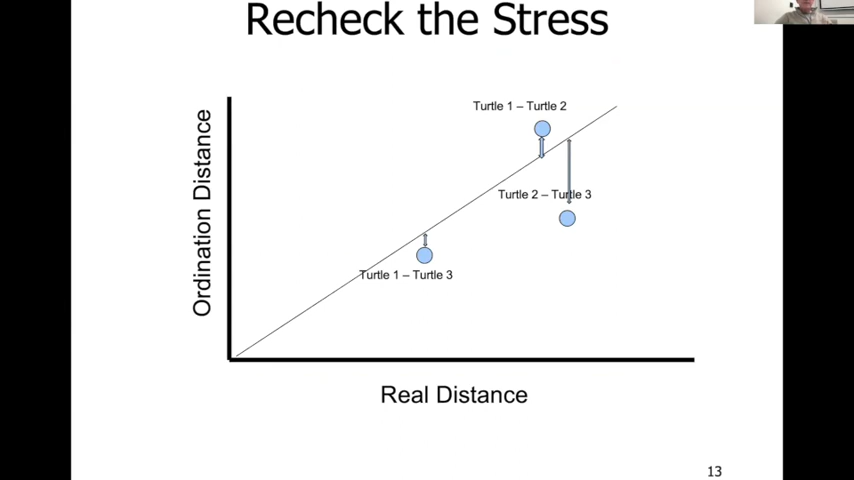 Recheck the Stress
Turtle 1 – Turtle 2
Turtle 2 – Turtle 3
Turtle 1 – Turtle 3
Ordination Distance
Real Distance
13